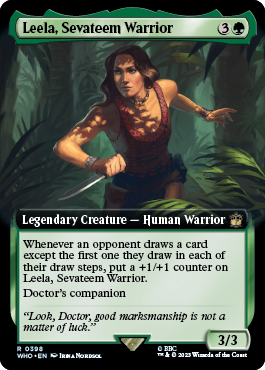 Leela, Sevateem Warrior 3
Legendary Creature — Human Warrior
Whenever an opponent draws a card
except the first one they draw in each of
their draw steps, put a +1/+1 counter on
Leela, Sevateem Warrior.
Doctor's companion
“Look, Doctor, good marksmanship is not
a matter of luck.”
3/3
R 0398 © BBC
WHO • EN Irina Nordsol ™ & © 2023 Wizards of the Coast